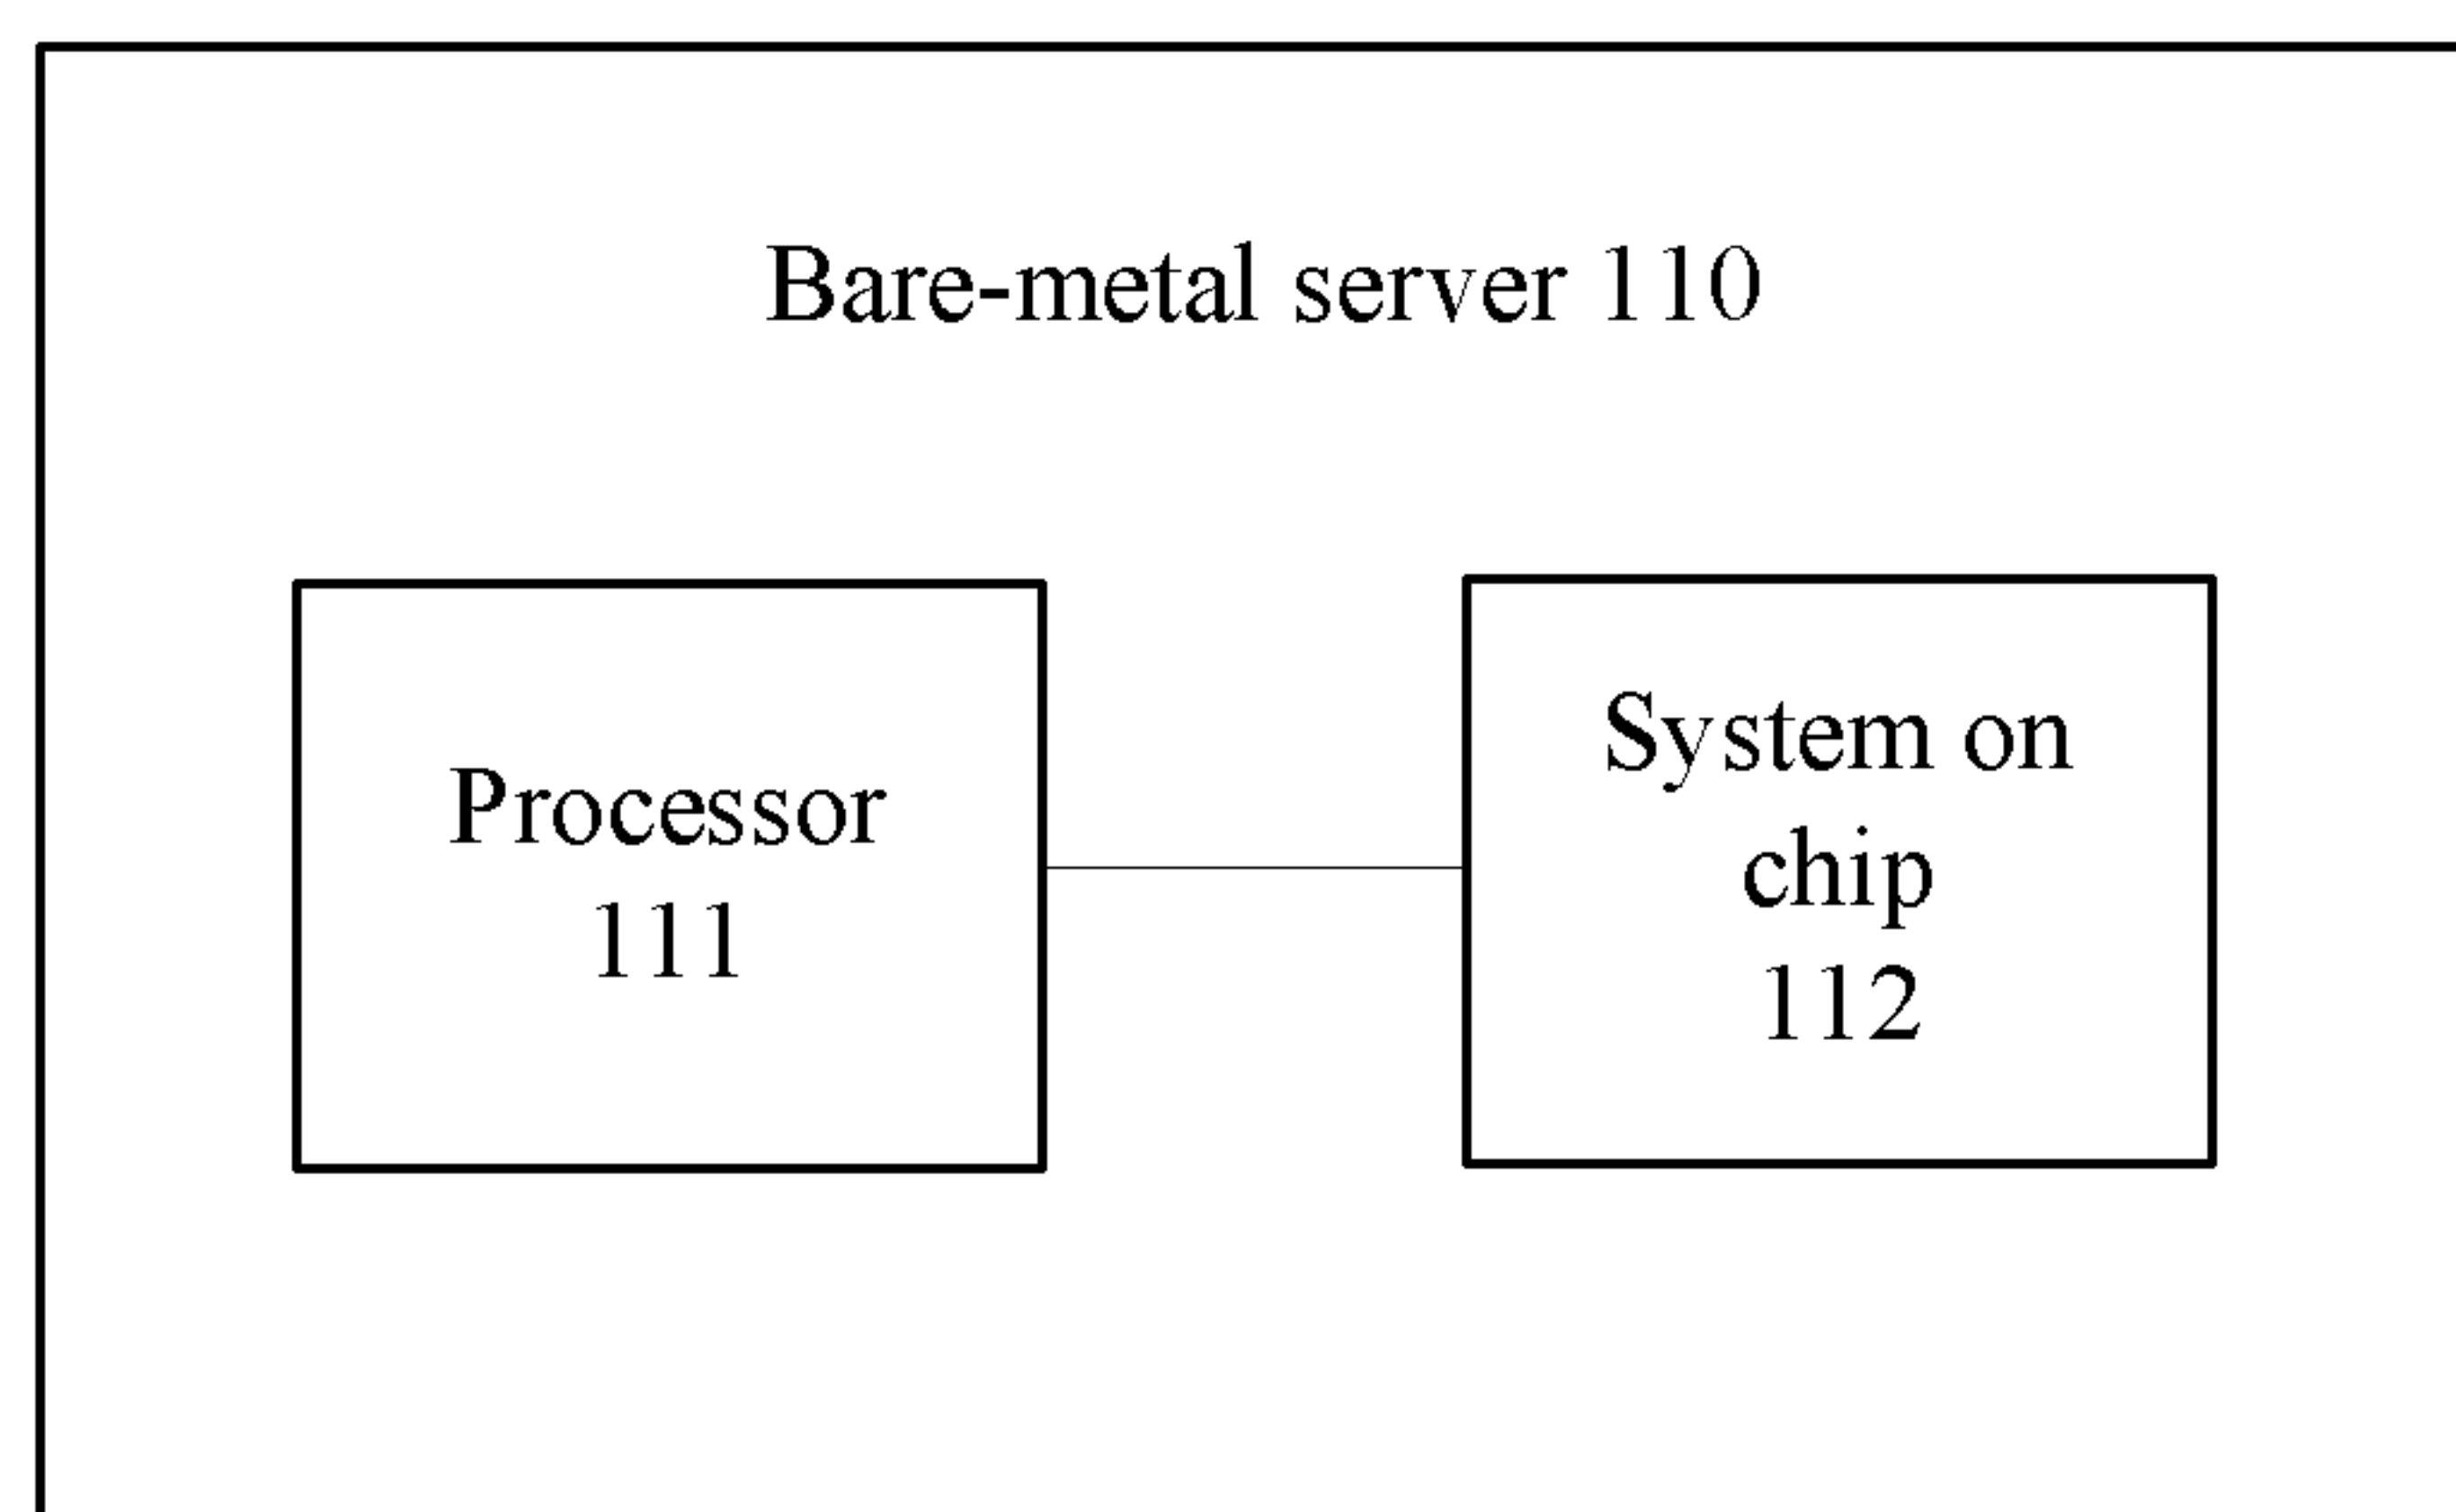 Bare-metal server 110
Processor
111
System on
chip
112